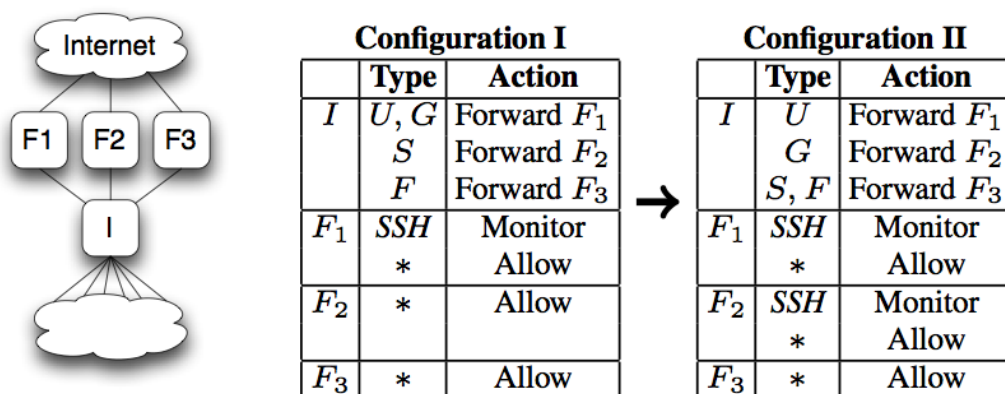 Internet
F1 F2 F3
I
Configuration I
Type Action
I U, G Forward F₁
S Forward F₂
F Forward F₃
F₁ SSH Monitor
* Allow
F₂ * Allow
F₃ * Allow
Configuration II
Type Action
I U Forward F₁
G Forward F₂
S, F Forward F₃
F₁ SSH Monitor
* Allow
F₂ SSH Monitor
* Allow
F₃ * Allow